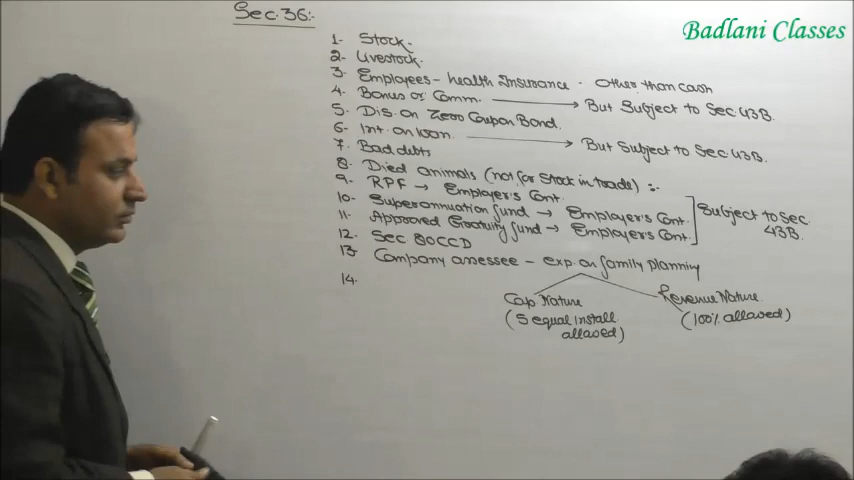 Badlani Classes
Sec. 36:-
1- Stock.
2- Livestock.
3- Employees - health Insurance - other than cash
4- Bonus or Comm. → But Subject to Sec 43B.
5- Dis. on Zero Coupon Bond.
6- Int. on loan. → But Subject to Sec 43B.
7- Bad debts
8- Died animals (not for Stock in trade) :-
9- RPF → Employer's Cont.
10- Superannuation fund → Employer's Cont.
11- Approved Gratuity fund → Employer's Cont.
Subject to Sec.
43B.
12- Sec 80CCD
13- Company assessee - exp. on family planning
14-
Cap. Nature
(5 equal install.
allowed)
Revenue Nature
(100% allowed)